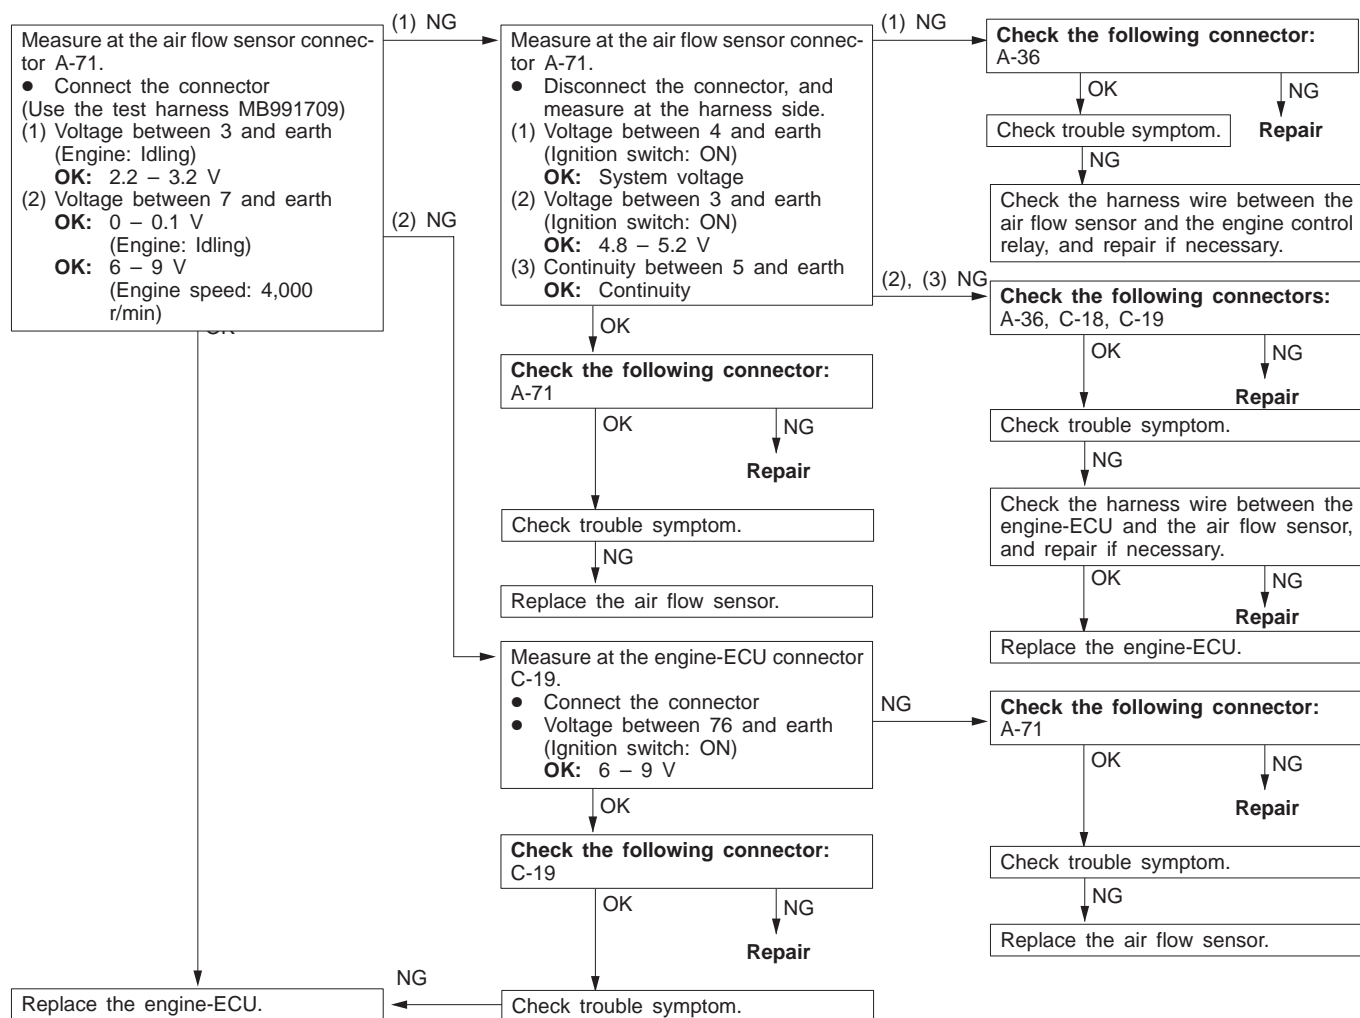 (1) NG
Measure at the air flow sensor connec-
tor A-71.
● Connect the connector
(Use the test harness MB991709)
(1) Voltage between 3 and earth
(Engine: Idling)
OK: 2.2 – 3.2 V
(2) Voltage between 7 and earth
OK: 0 – 0.1 V
(Engine: Idling)
OK: 6 – 9 V
(Engine speed: 4,000
r/min)
OK
(2) NG
Measure at the air flow sensor connec-
tor A-71.
● Disconnect the connector, and
measure at the harness side.
(1) Voltage between 4 and earth
(Ignition switch: ON)
OK: System voltage
(2) Voltage between 3 and earth
(Ignition switch: ON)
OK: 4.8 – 5.2 V
(3) Continuity between 5 and earth
OK: Continuity
(1) NG
Check the following connector:
A-36
OK
NG
Check trouble symptom.
Repair
NG
Check the harness wire between the
air flow sensor and the engine control
relay, and repair if necessary.
(2), (3) NG
Check the following connectors:
A-36, C-18, C-19
OK
NG
Repair
Check trouble symptom.
NG
Check the harness wire between the
engine-ECU and the air flow sensor,
and repair if necessary.
OK
NG
Repair
Replace the engine-ECU.
OK
Check the following connector:
A-71
OK
NG
Repair
Check trouble symptom.
NG
Replace the air flow sensor.
Measure at the engine-ECU connector
C-19.
● Connect the connector
● Voltage between 76 and earth
(Ignition switch: ON)
OK: 6 – 9 V
NG
Check the following connector:
A-71
OK
NG
Repair
Check trouble symptom.
NG
Replace the air flow sensor.
OK
Check the following connector:
C-19
OK
NG
Repair
Check trouble symptom.
NG
Replace the engine-ECU.